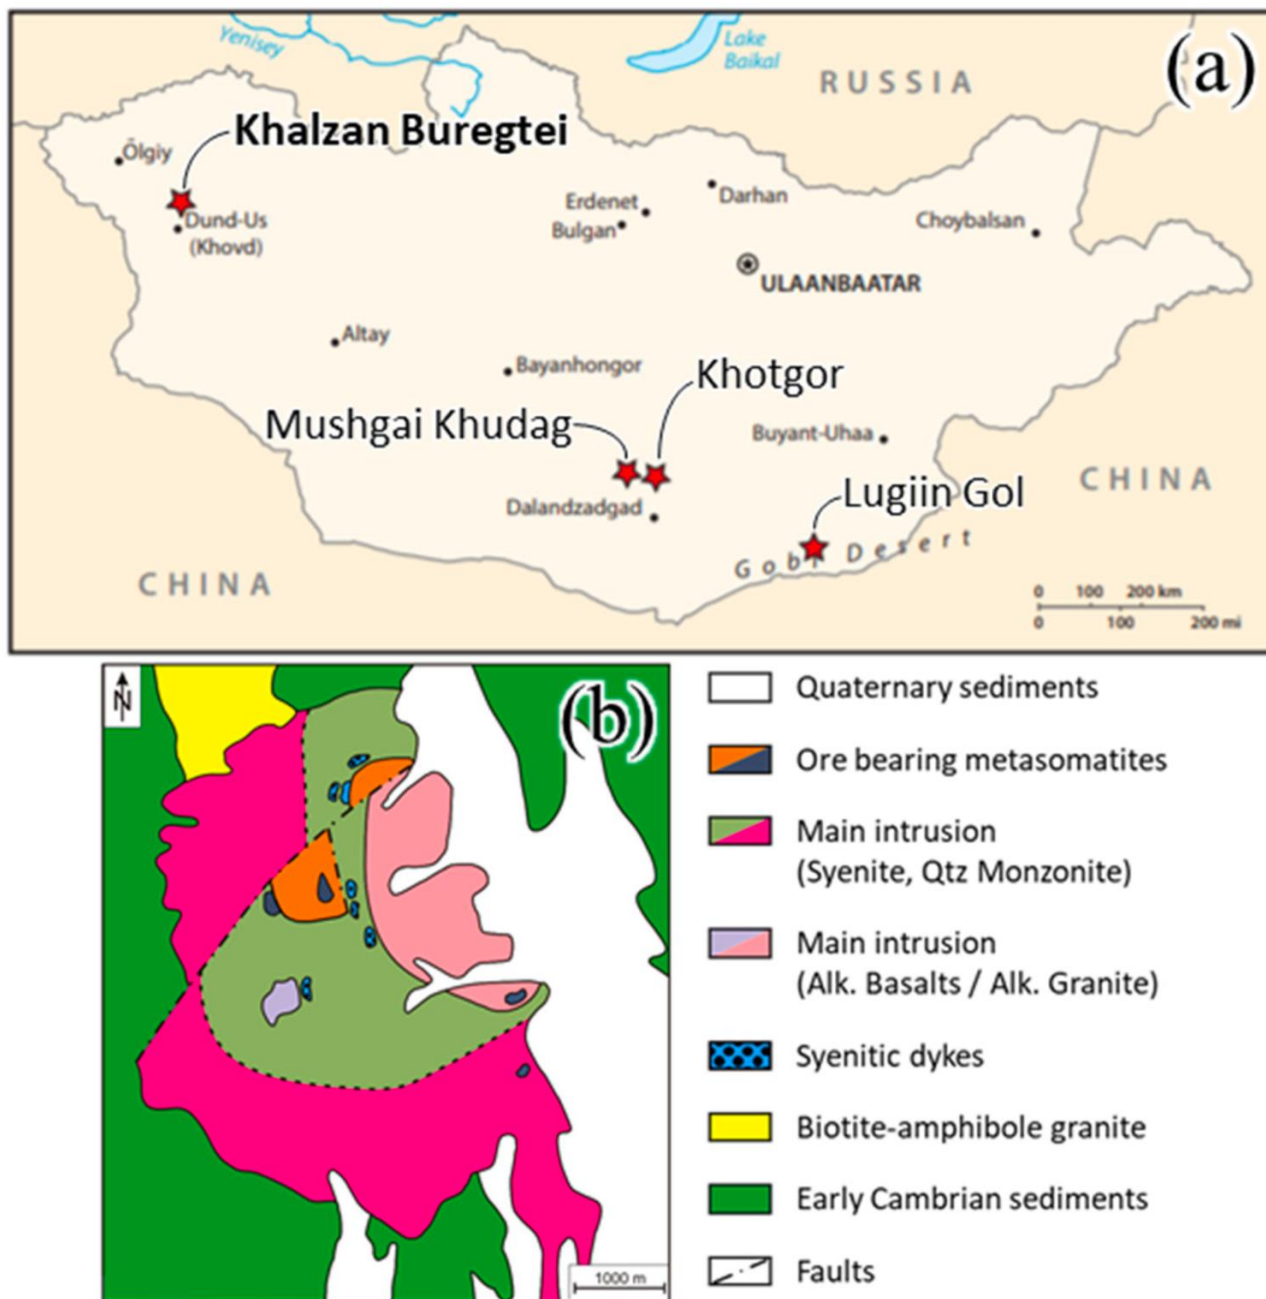 (a)
Yenisey
Lake
Baikal
RUSSIA
Khalzan Buregtei
Ölgiy
Dund-Us
(Khovd)
Erdenet
Bulgan
Darhan
Choybalsan
ULAANBAATAR
Altay
Bayanhongor
Khotgor
Mushgai Khudag
Buyant-Uhaa
Dalandzadgad
Lugiin Gol
CHINA
Gobi Desert
CHINA
0 100 200 km
0 100 200 mi
N
(b)
1000 m
Quaternary sediments
Ore bearing metasomatites
Main intrusion
(Syenite, Qtz Monzonite)
Main intrusion
(Alk. Basalts / Alk. Granite)
Syenitic dykes
Biotite-amphibole granite
Early Cambrian sediments
Faults